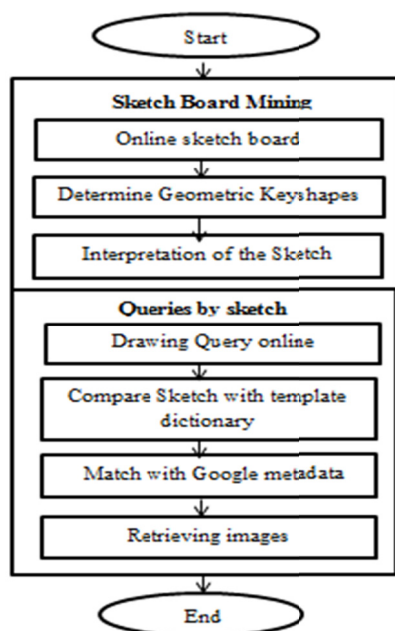 Start
Sketch Board Mining
Online sketch board
Determine Geometric Keyshapes
Interpretation of the Sketch
Queries by sketch
Drawing Query online
Compare Sketch with template
dictionary
Match with Google metadata
Retrieving images
End